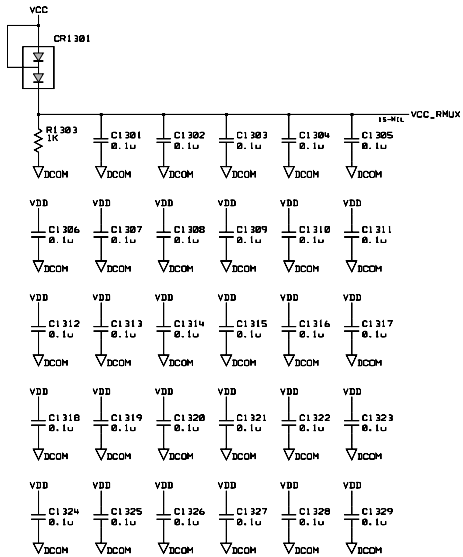 VCC
CR1301
15-MIL VCC_RMUX
R1303 C1301 C1302 C1303 C1304 C1305
1K 0.1u 0.1u 0.1u 0.1u 0.1u
DCOM DCOM DCOM DCOM DCOM DCOM
VDD VDD VDD VDD VDD VDD
C1306 C1307 C1308 C1309 C1310 C1311
0.1u 0.1u 0.1u 0.1u 0.1u 0.1u
DCOM DCOM DCOM DCOM DCOM DCOM
VDD VDD VDD VDD VDD VDD
C1312 C1313 C1314 C1315 C1316 C1317
0.1u 0.1u 0.1u 0.1u 0.1u 0.1u
DCOM DCOM DCOM DCOM DCOM DCOM
VDD VDD VDD VDD VDD VDD
C1318 C1319 C1320 C1321 C1322 C1323
0.1u 0.1u 0.1u 0.1u 0.1u 0.1u
DCOM DCOM DCOM DCOM DCOM DCOM
VDD VDD VDD VDD VDD VDD
C1324 C1325 C1326 C1327 C1328 C1329
0.1u 0.1u 0.1u 0.1u 0.1u 0.1u
DCOM DCOM DCOM DCOM DCOM DCOM